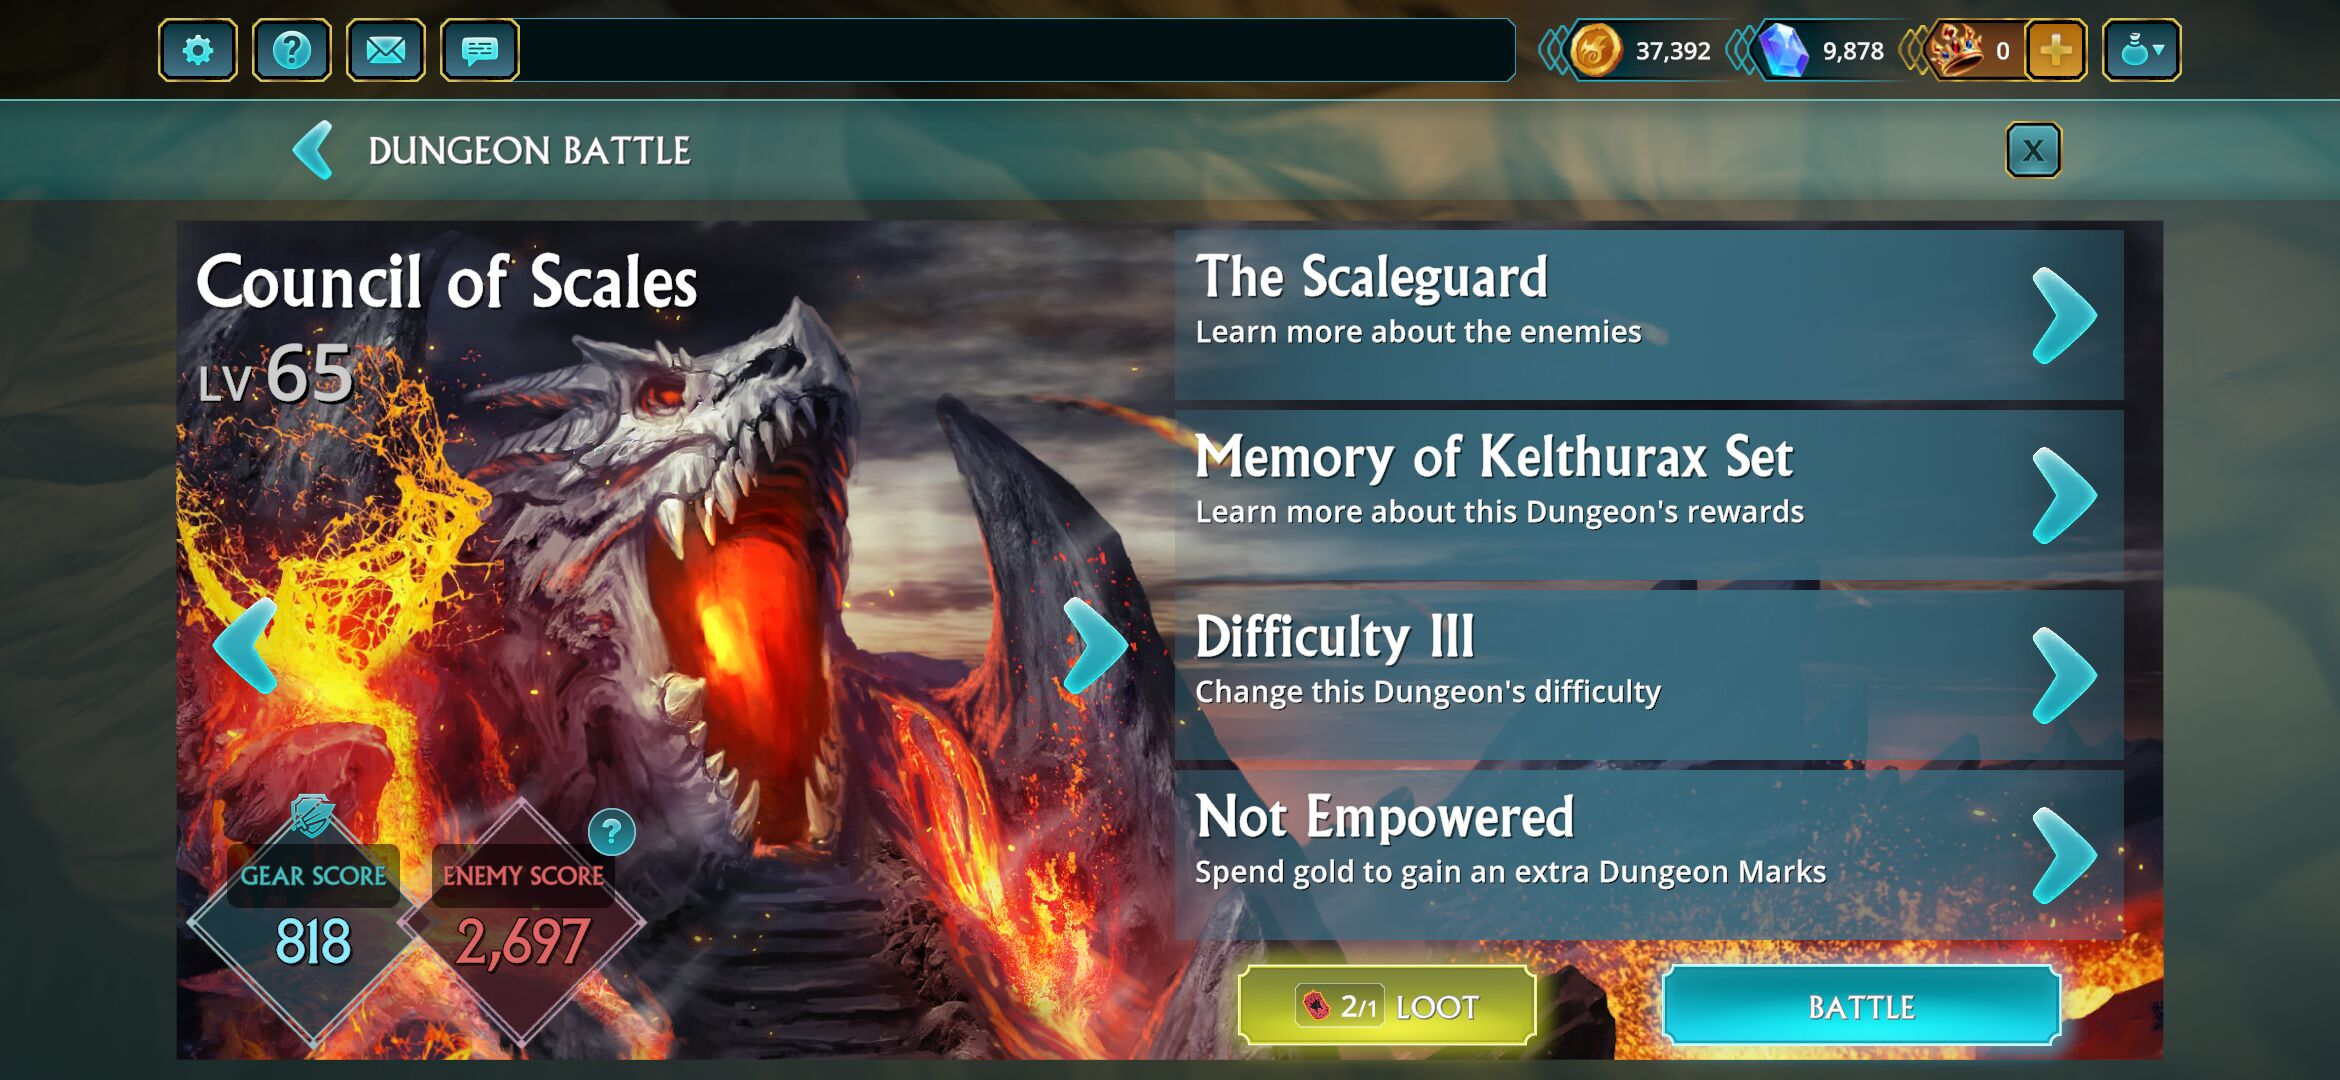 37,392
9,878
0
DUNGEON BATTLE
X
Council of Scales
LV 65
GEAR SCORE
818
ENEMY SCORE
2,697
?
The Scaleguard
Learn more about the enemies
Memory of Kelthurax Set
Learn more about this Dungeon's rewards
Difficulty III
Change this Dungeon's difficulty
Not Empowered
Spend gold to gain an extra Dungeon Marks
2/1 LOOT
BATTLE